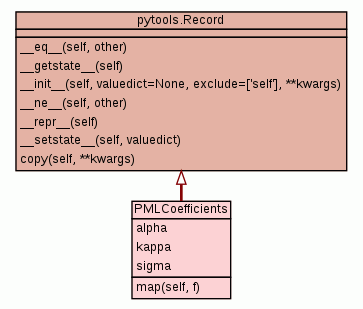 pytools.Record
__eq__(self, other)
__getstate__(self)
__init__(self, valuedict=None, exclude=['self'], **kwargs)
__ne__(self, other)
__repr__(self)
__setstate__(self, valuedict)
copy(self, **kwargs)
PMLCoefficients
alpha
kappa
sigma
map(self, f)